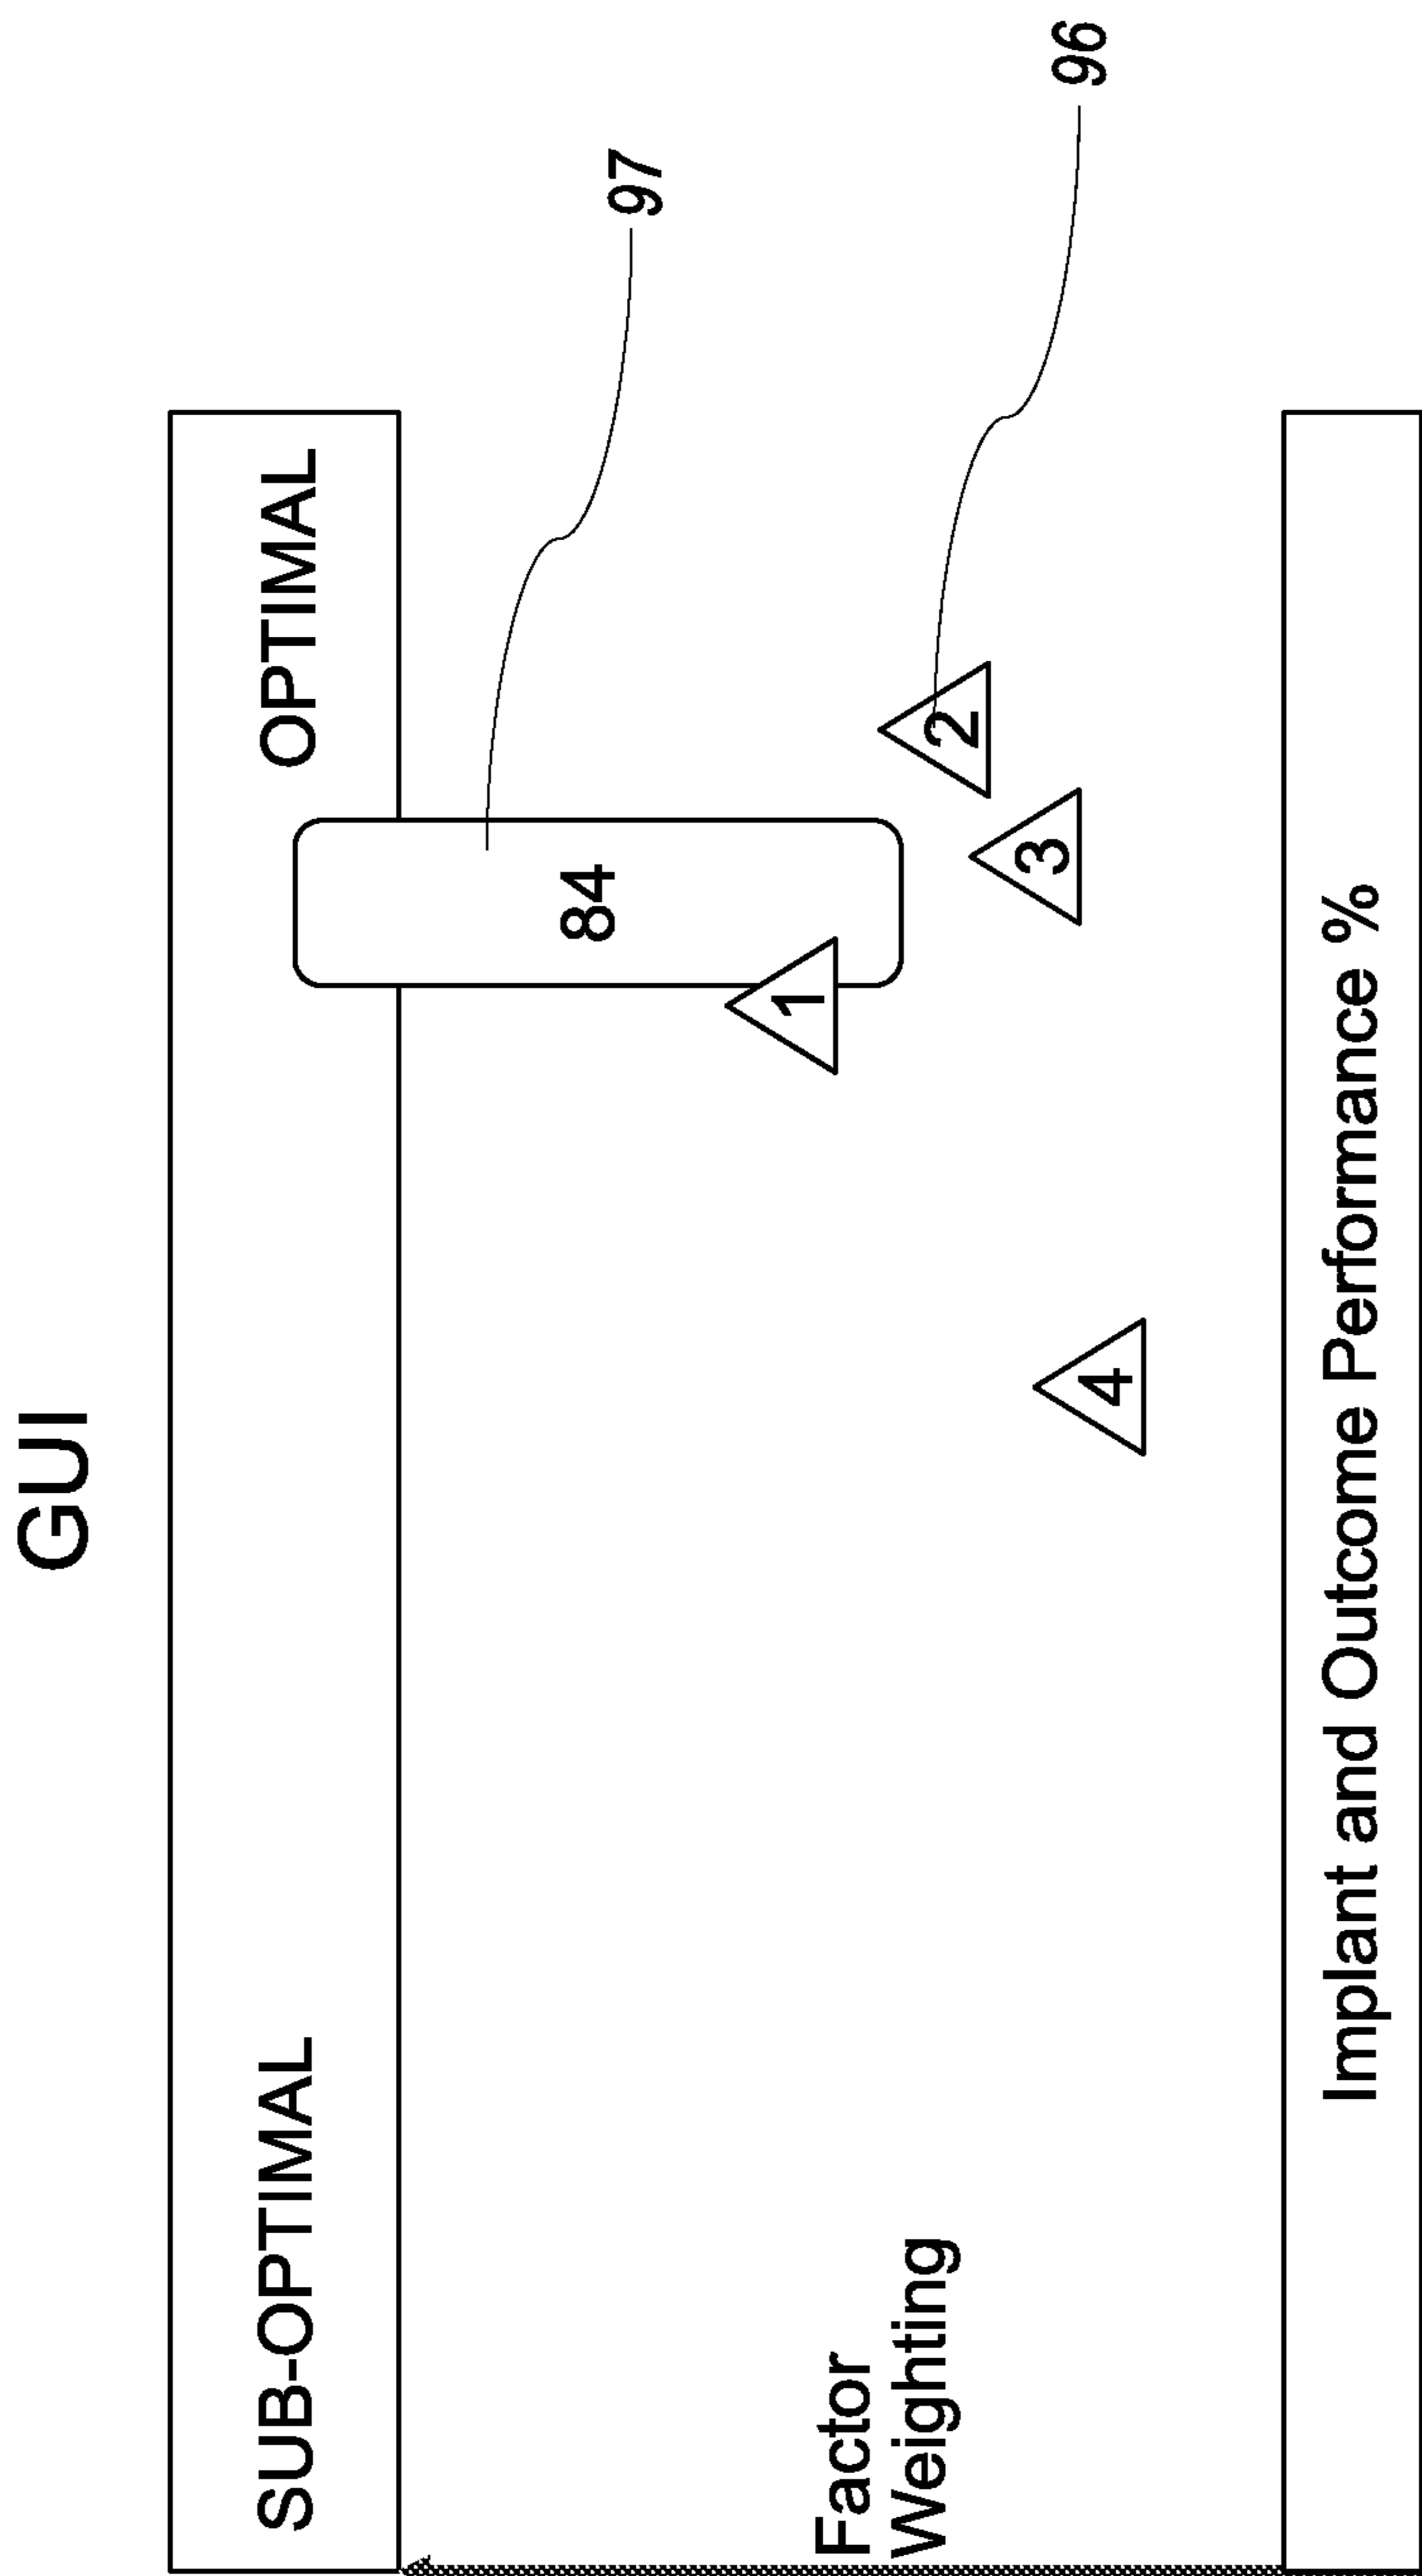 GUI
SUB-OPTIMAL OPTIMAL
97
84
96
1
2
3
4
Factor
Weighting
Implant and Outcome Performance %